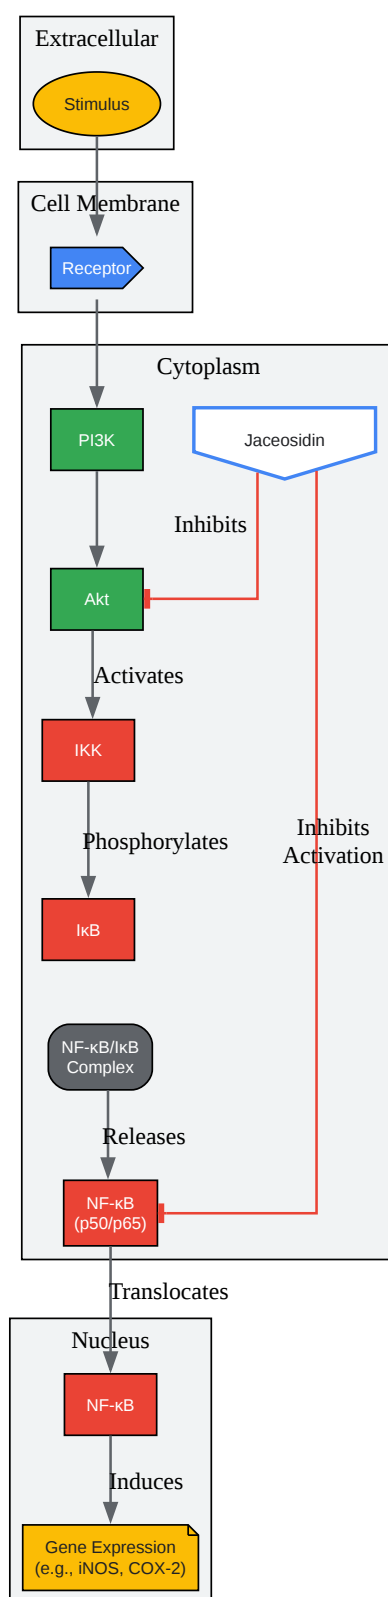 Extracellular
Stimulus
Cell Membrane
Receptor
Cytoplasm
PI3K
Jaceosidin
Inhibits
Akt
Activates
IKK
Phosphorylates
Inhibits
Activation
IκB
NF-κB/IκB
Complex
Releases
NF-κB
(p50/p65)
Translocates
Nucleus
NF-κB
Induces
Gene Expression
(e.g., iNOS, COX-2)